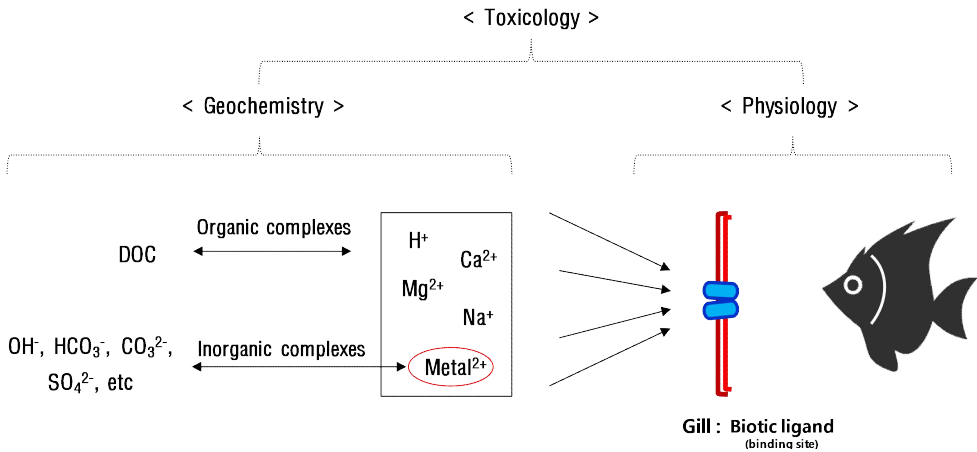 < Toxicology >
< Geochemistry >
< Physiology >
Organic complexes
DOC
H⁺
Ca²⁺
Mg²⁺
Na⁺
OH⁻, HCO₃⁻, CO₃²⁻,
SO₄²⁻, etc
Inorganic complexes
Metal²⁺
Gill : Biotic ligand
(binding site)